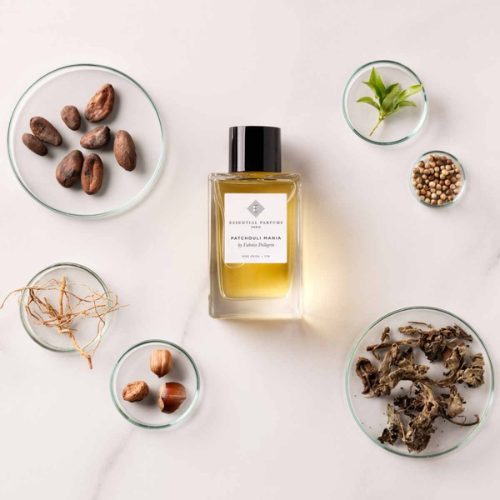 ESSENTIAL PARFUMS
PARIS
PATCHOULI MANIA
by Fabrice Pellegrin